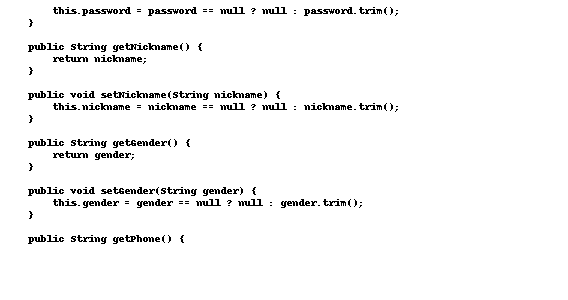 this.password = password == null ? null : password.trim();
}
public String getNickname() {
return nickname;
}
public void setNickname(String nickname) {
this.nickname = nickname == null ? null : nickname.trim();
}
public String getGender() {
return gender;
}
public void setGender(String gender) {
this.gender = gender == null ? null : gender.trim();
}
public String getPhone() {